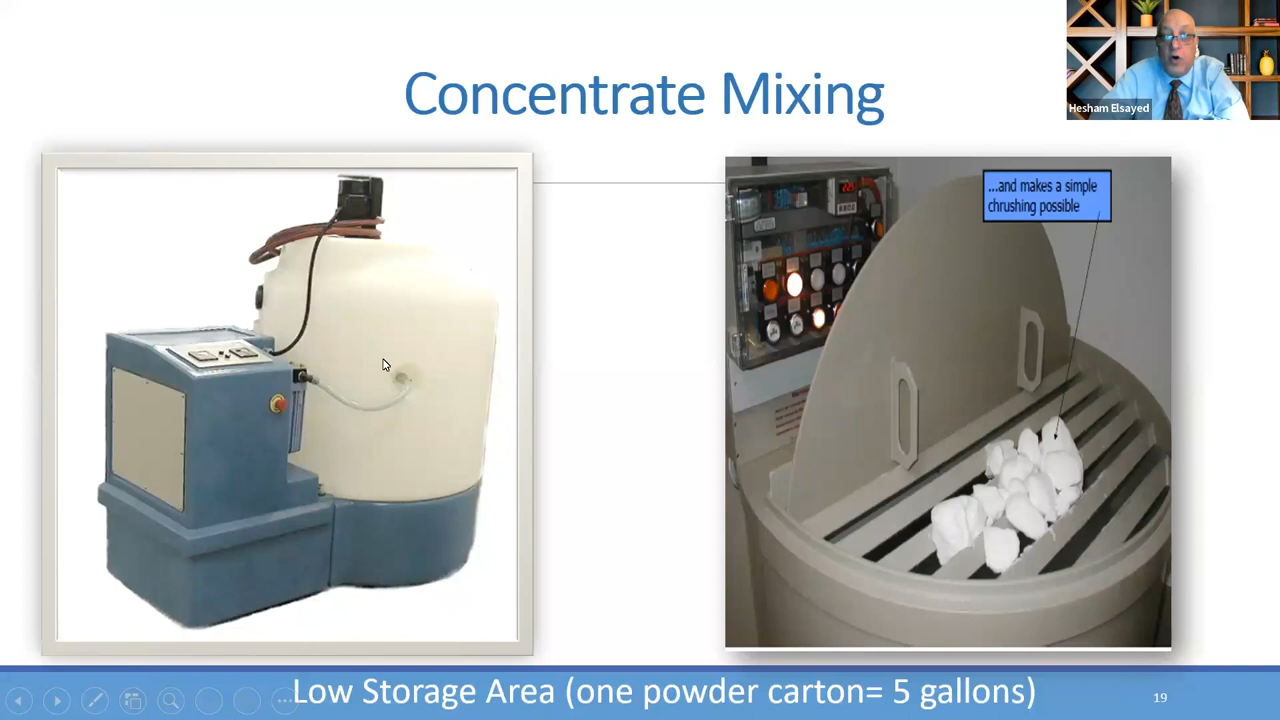 Concentrate Mixing
Hesham Elsayed
...and makes a simple
chrushing possible
Low Storage Area (one powder carton= 5 gallons)
19